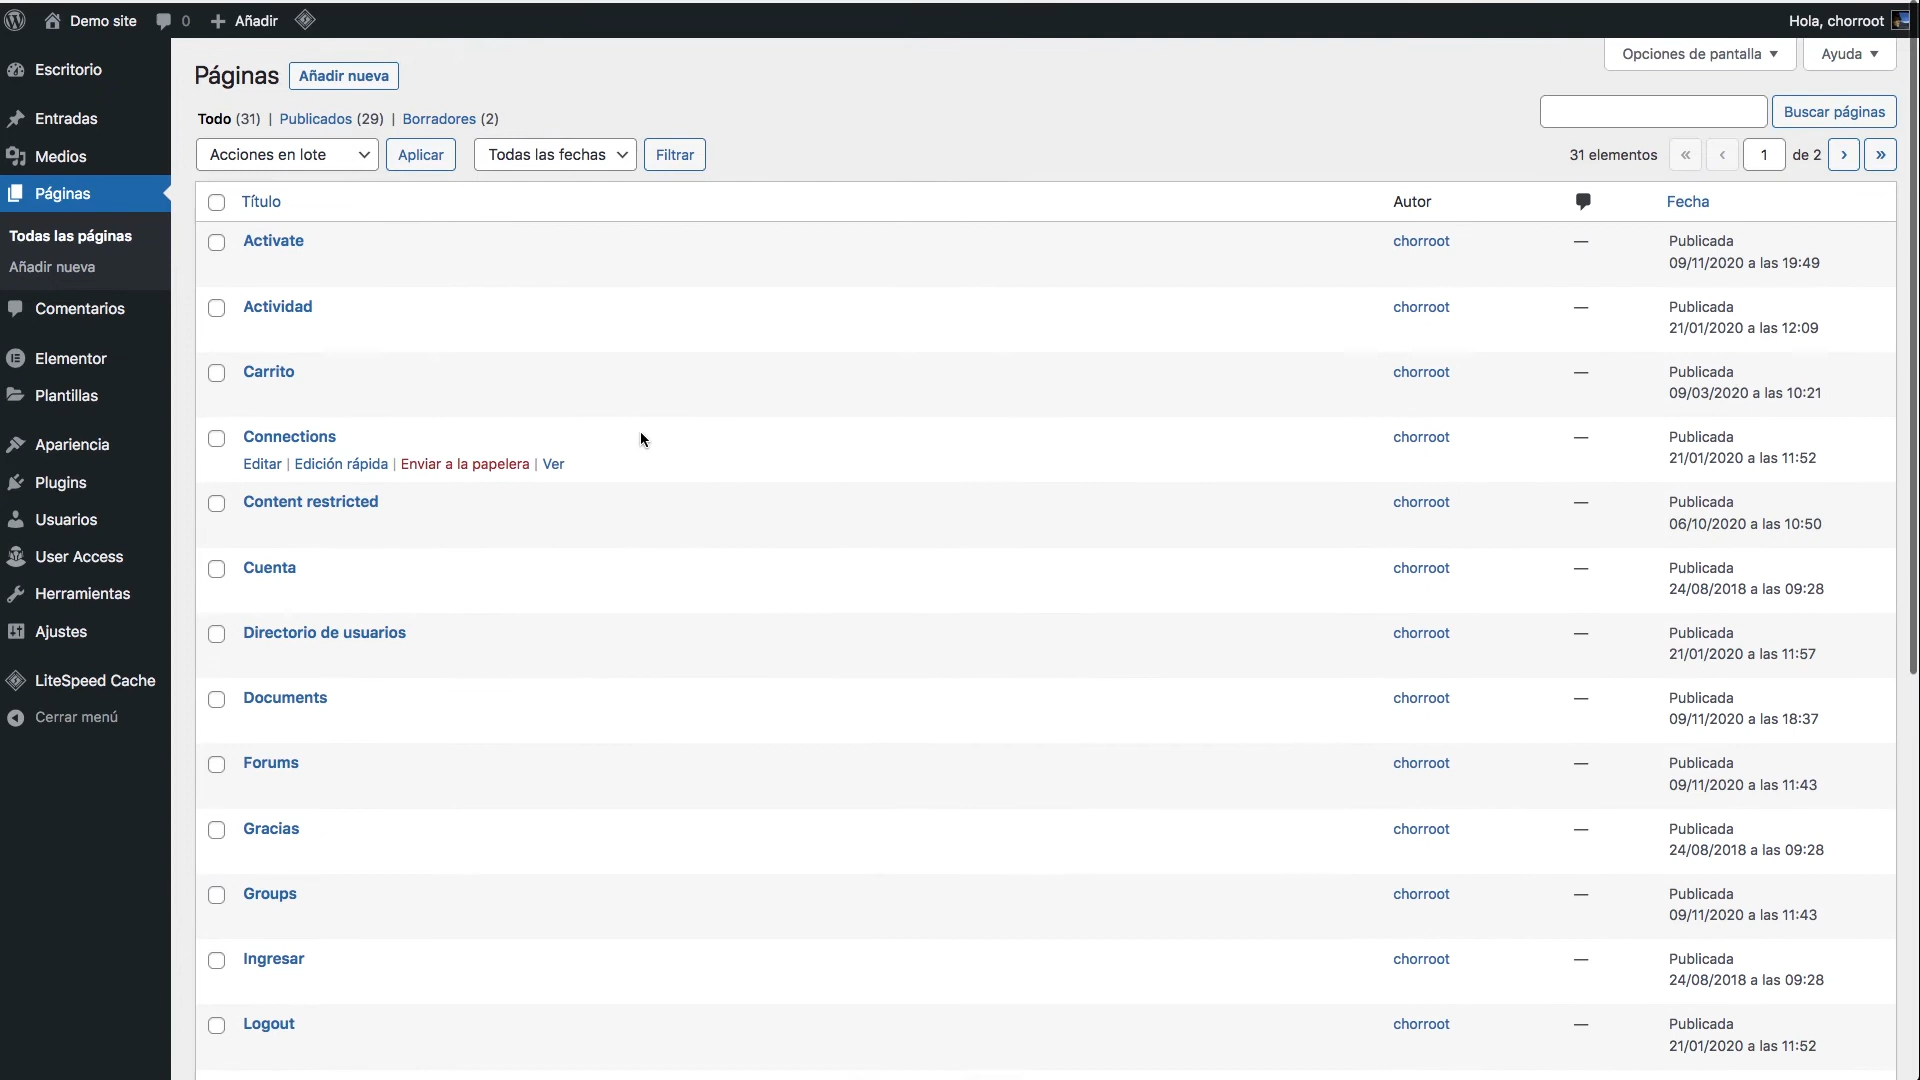 Demo site 0 Añadir Hola, chorroot
Opciones de pantalla Ayuda
Escritorio
Entradas
Medios
Páginas
Todas las páginas
Añadir nueva
Comentarios
Elementor
Plantillas
Apariencia
Plugins
Usuarios
User Access
Herramientas
Ajustes
LiteSpeed Cache
Cerrar menú
Páginas Añadir nueva
Todo (31) | Publicados (29) | Borradores (2)
Buscar páginas
Acciones en lote Aplicar Todas las fechas Filtrar 31 elementos « ‹ 1 de 2 › »
Título Autor Fecha
Activate chorroot — Publicada
09/11/2020 a las 19:49
Actividad chorroot — Publicada
21/01/2020 a las 12:09
Carrito chorroot — Publicada
09/03/2020 a las 10:21
Connections chorroot — Publicada
Editar | Edición rápida | Enviar a la papelera | Ver 21/01/2020 a las 11:52
Content restricted chorroot — Publicada
06/10/2020 a las 10:50
Cuenta chorroot — Publicada
24/08/2018 a las 09:28
Directorio de usuarios chorroot — Publicada
21/01/2020 a las 11:57
Documents chorroot — Publicada
09/11/2020 a las 18:37
Forums chorroot — Publicada
09/11/2020 a las 11:43
Gracias chorroot — Publicada
24/08/2018 a las 09:28
Groups chorroot — Publicada
09/11/2020 a las 11:43
Ingresar chorroot — Publicada
24/08/2018 a las 09:28
Logout chorroot — Publicada
21/01/2020 a las 11:52